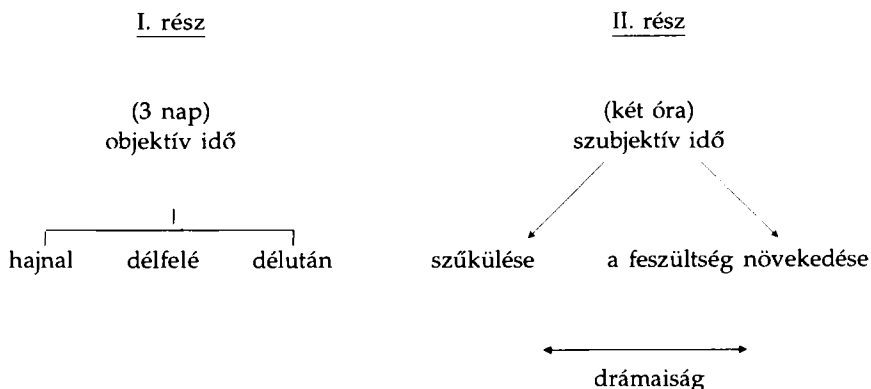 I. rész
(3 nap)
objektív idő
hajnal délfelé délután
II. rész
(két óra)
szubjektív idő
szűkülése a feszültség növekedése
drámaiság